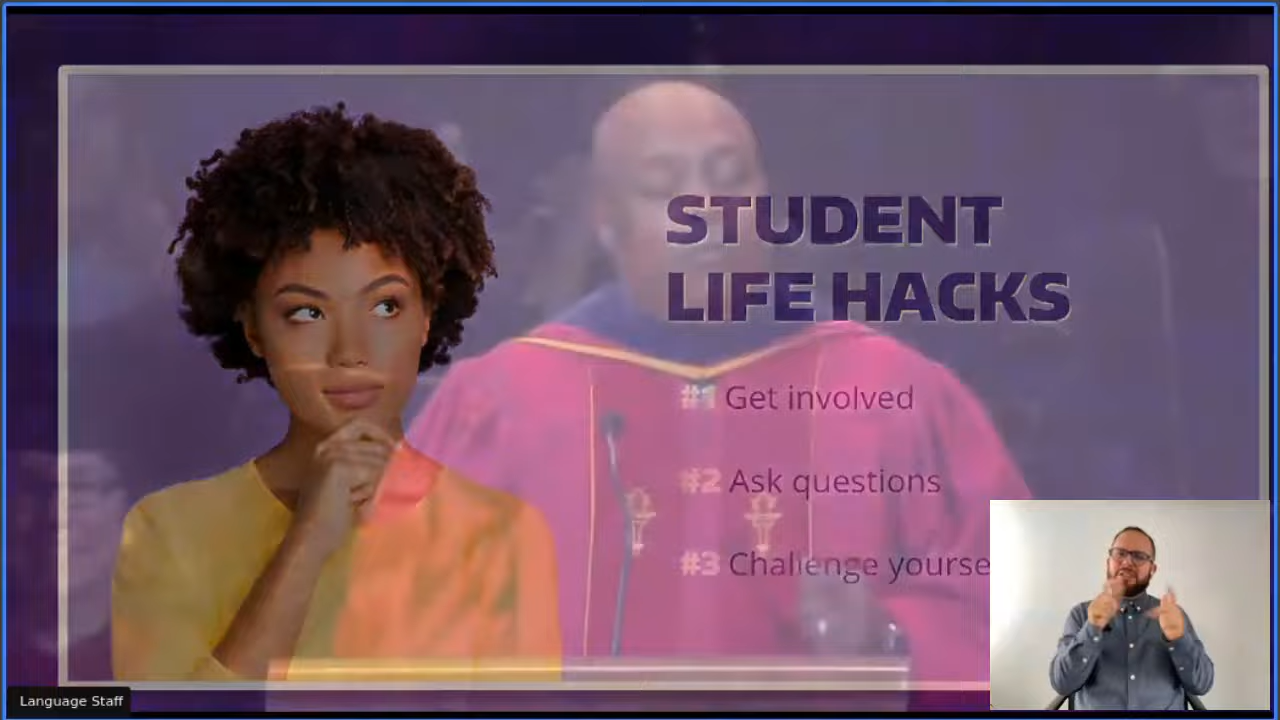 STUDENT
LIFE HACKS
#1 Get involved
#2 Ask questions
#3 Challenge yourse
Language Staff